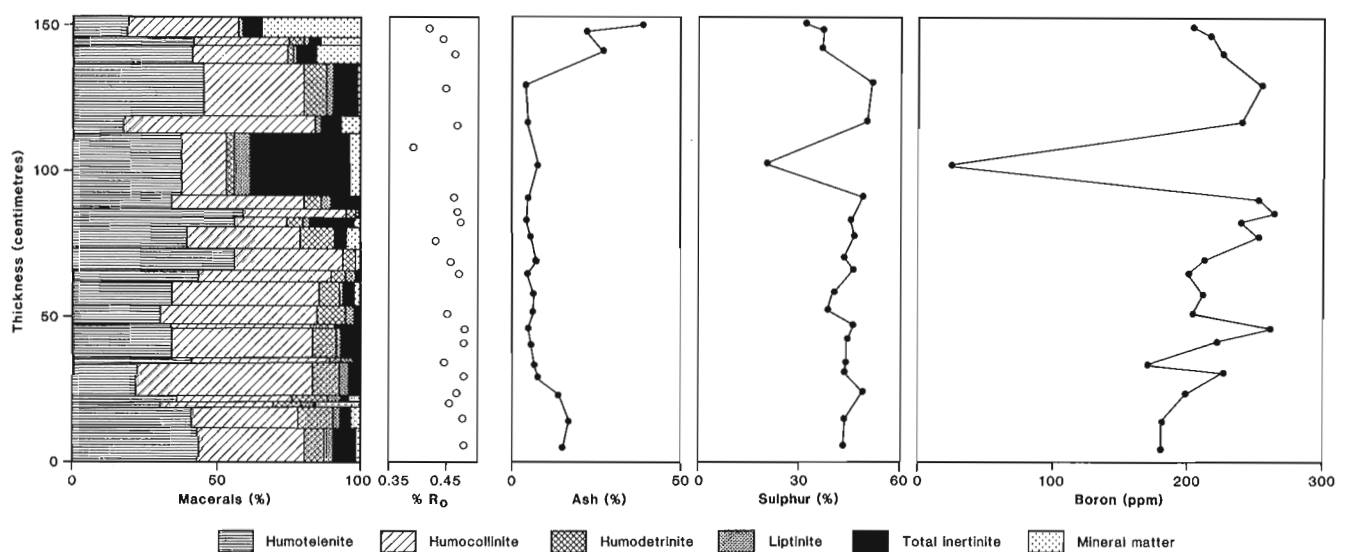 Thickness (centimetres)
150
100
50
0
0 50 100
Macerals (%)
0.35 0.45
% Ro
0 50
Ash (%)
0 30 60
Sulphur (%)
0 100 200 300
Boron (ppm)
Humotelenite Humocollinite Humodetrinite Liptinite Total inertinite Mineral matter